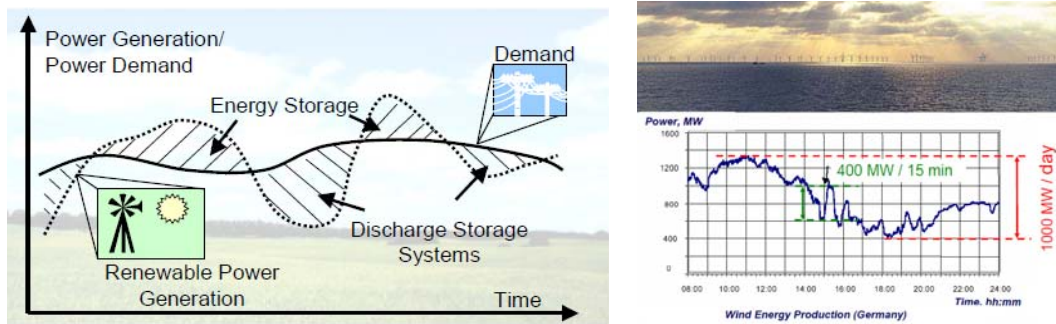 Power Generation/
Power Demand
Demand
Energy Storage
Discharge Storage
Systems
Renewable Power
Generation
Time
Power, MW
1600
1200
800
400
0
400 MW / 15 min
1000 MW / day
08:00 10:00 12:00 14:00 16:00 18:00 20:00 22:00 24:00
Time. hh:mm
Wind Energy Production (Germany)